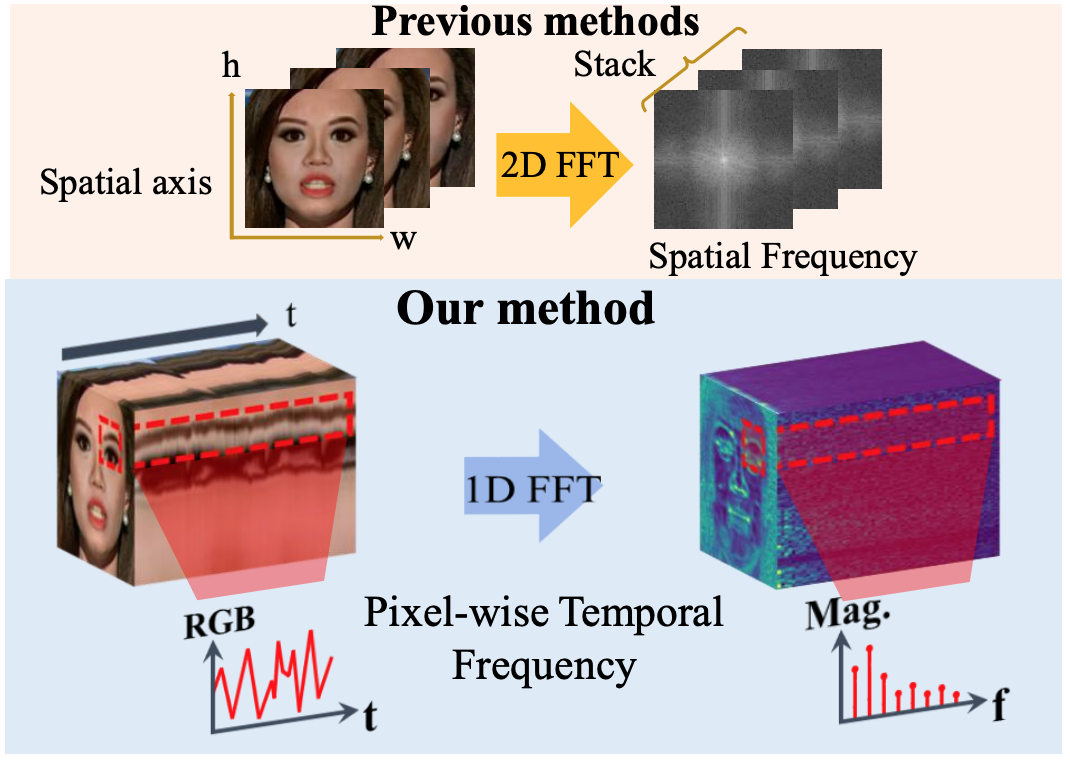 Previous methods
h
Stack
2D FFT
Spatial axis
w
Spatial Frequency
Our method
t
1D FFT
RGB
Pixel-wise Temporal
Frequency
Mag.
t
f